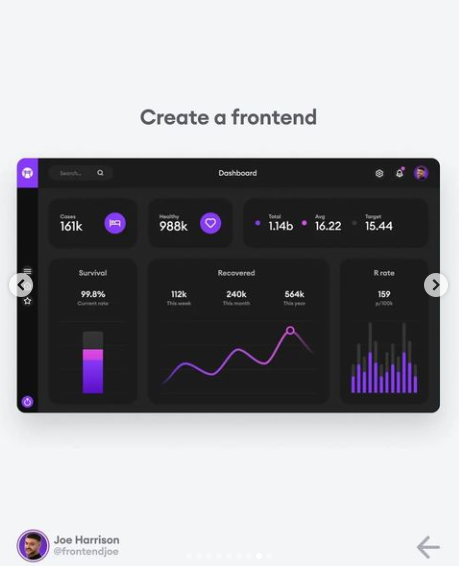 Create a frontend
Search...
Dashboard
Cases
161k
Healthy
988k
Total
1.14b
Avg
16.22
Target
15.44
Survival
99.8%
Current rate
Recovered
112k
This week
240k
This month
564k
This year
R rate
159
p/100k
Joe Harrison
@frontendjoe